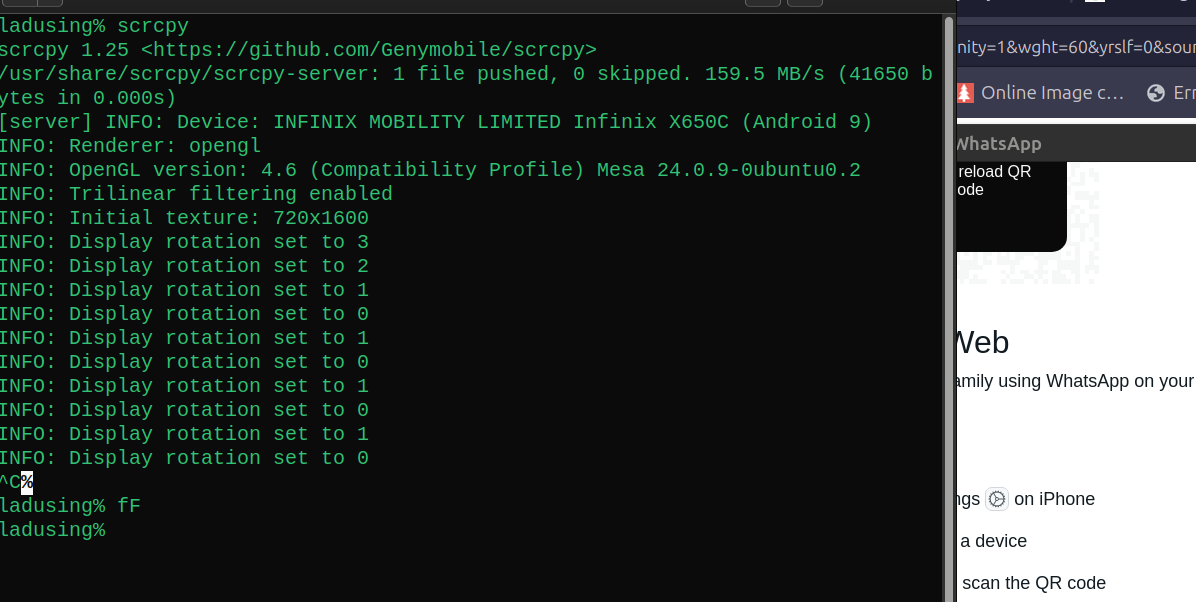 ladusing% scrcpy
scrcpy 1.25 <https://github.com/Genymobile/scrcpy>
/usr/share/scrcpy/scrcpy-server: 1 file pushed, 0 skipped. 159.5 MB/s (41650 b
ytes in 0.000s)
[server] INFO: Device: INFINIX MOBILITY LIMITED Infinix X650C (Android 9)
INFO: Renderer: opengl
INFO: OpenGL version: 4.6 (Compatibility Profile) Mesa 24.0.9-0ubuntu0.2
INFO: Trilinear filtering enabled
INFO: Initial texture: 720x1600
INFO: Display rotation set to 3
INFO: Display rotation set to 2
INFO: Display rotation set to 1
INFO: Display rotation set to 0
INFO: Display rotation set to 1
INFO: Display rotation set to 0
INFO: Display rotation set to 1
INFO: Display rotation set to 0
INFO: Display rotation set to 1
INFO: Display rotation set to 0
^C%
ladusing% fF
ladusing%
nity=1&wght=60&yrslf=0&sour
Online Image c… Err
WhatsApp
reload QR
ode
Web
amily using WhatsApp on your
ngs on iPhone
a device
scan the QR code